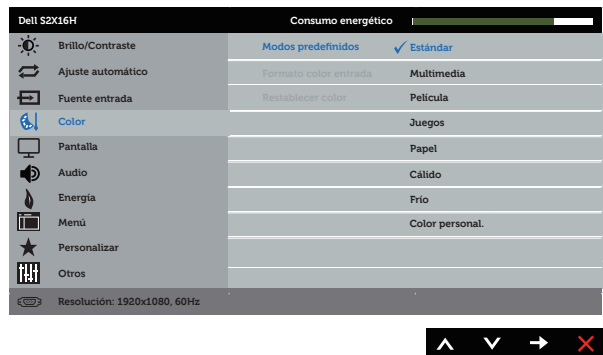 Dell S2X16H Consumo energético
Brillo/Contraste Modos predefinidos Estándar
Ajuste automático Formato color entrada Multimedia
Fuente entrada Restablecer color Película
Color Juegos
Pantalla Papel
Audio Cálido
Energía Frío
Menú Color personal.
Personalizar
Otros
Resolución: 1920x1080, 60Hz